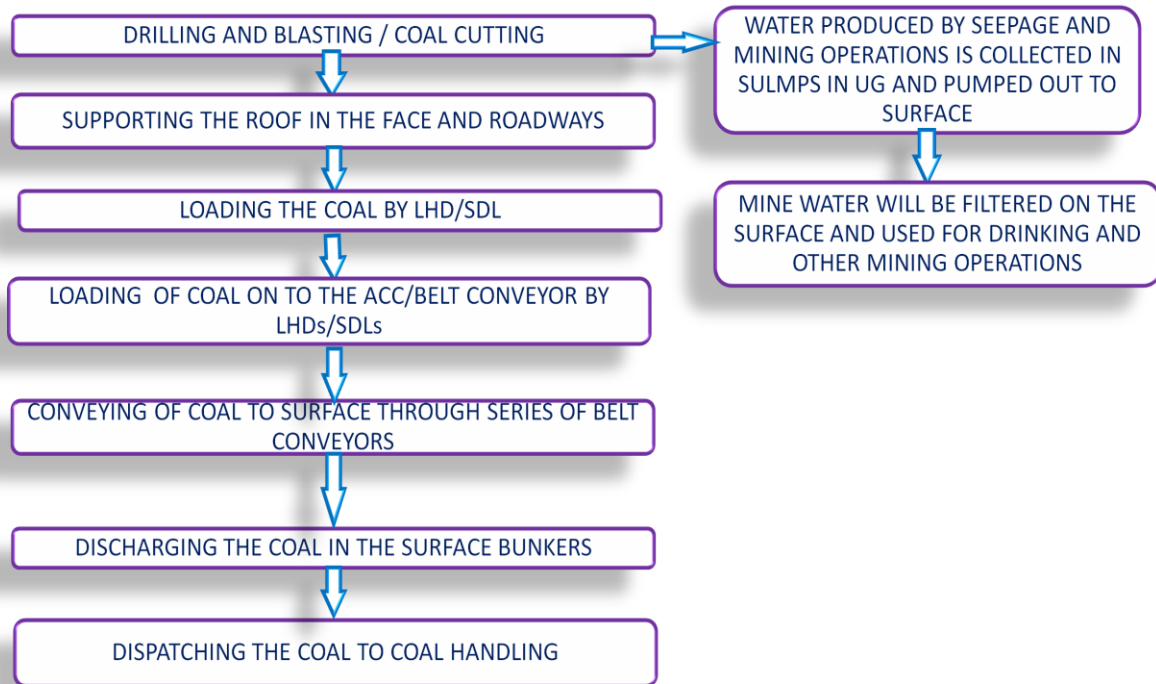 DRILLING AND BLASTING / COAL CUTTING
SUPPORTING THE ROOF IN THE FACE AND ROADWAYS
LOADING THE COAL BY LHD/SDL
LOADING OF COAL ON TO THE ACC/BELT CONVEYOR BY
LHDs/SDLs
CONVEYING OF COAL TO SURFACE THROUGH SERIES OF BELT
CONVEYORS
DISCHARGING THE COAL IN THE SURFACE BUNKERS
DISPATCHING THE COAL TO COAL HANDLING
WATER PRODUCED BY SEEPAGE AND
MINING OPERATIONS IS COLLECTED IN
SULMPS IN UG AND PUMPED OUT TO
SURFACE
MINE WATER WILL BE FILTERED ON THE
SURFACE AND USED FOR DRINKING AND
OTHER MINING OPERATIONS